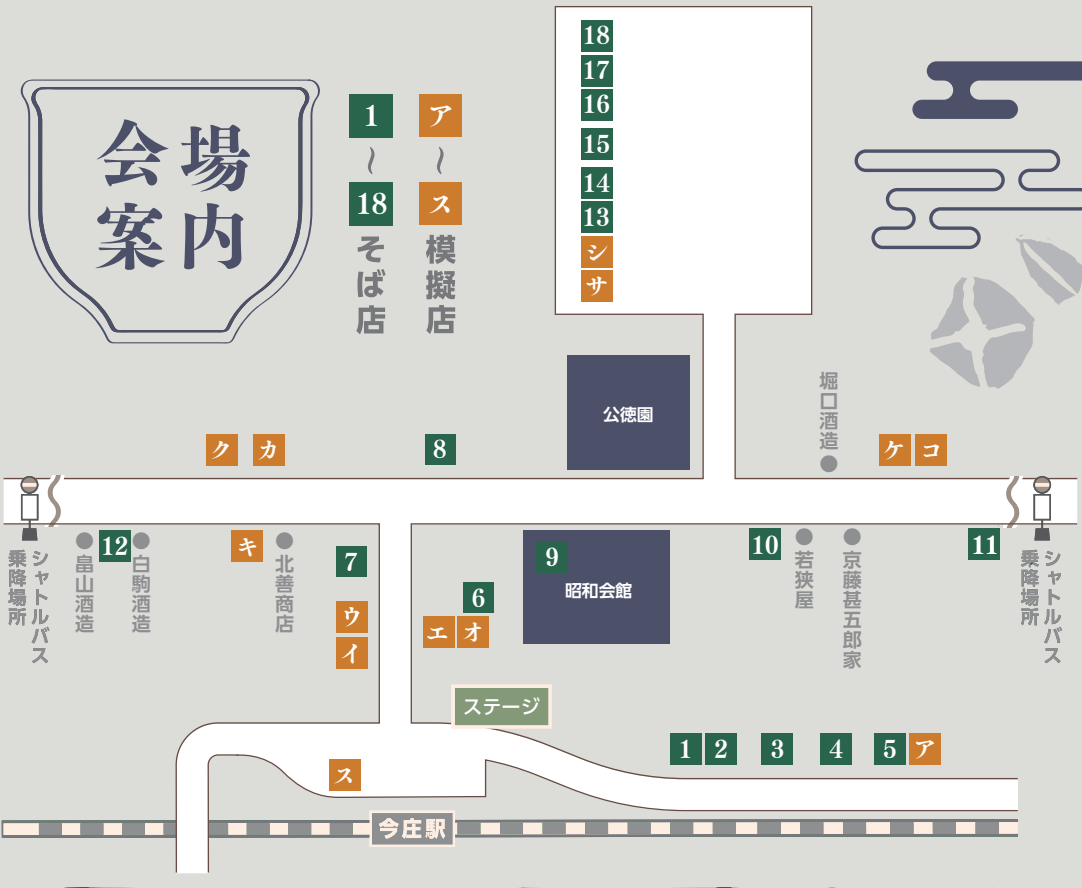 会場
案内
1
~
18
そば店
ア
~
ス
模擬店
18
17
16
15
14
13
シ
サ
公徳園
堀口酒造
ク
カ
8
ケ
コ
シャトルバス
乗降場所
畠山酒造
12
白駒酒造
キ
北善商店
7
ウ
イ
6
エ
オ
9
昭和会館
10
若狭屋
京藤甚五郎家
11
シャトルバス
乗降場所
ステージ
1
2
3
4
5
ア
ス
今庄駅